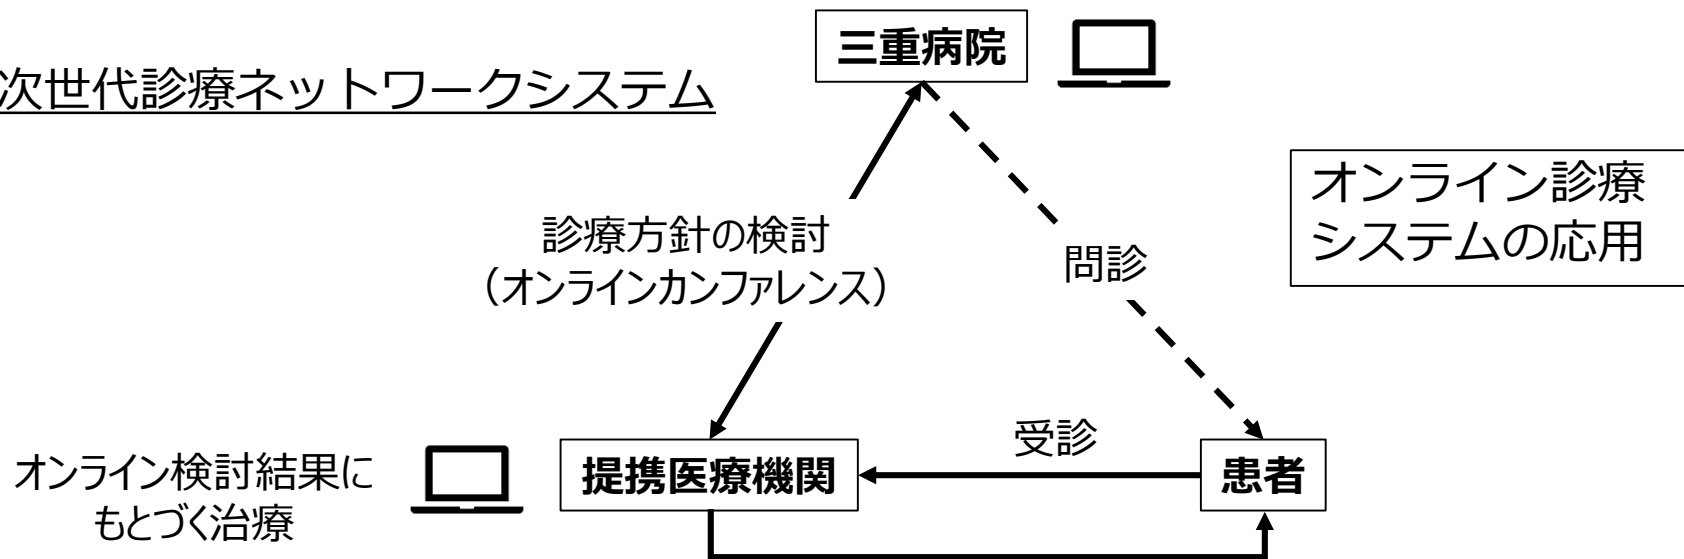 三重病院
次世代診療ネットワークシステム
オンライン診療
システムの応用
診療方針の検討
（オンラインカンファレンス）
問診
受診
オンライン検討結果に
もとづく治療
提携医療機関
患者